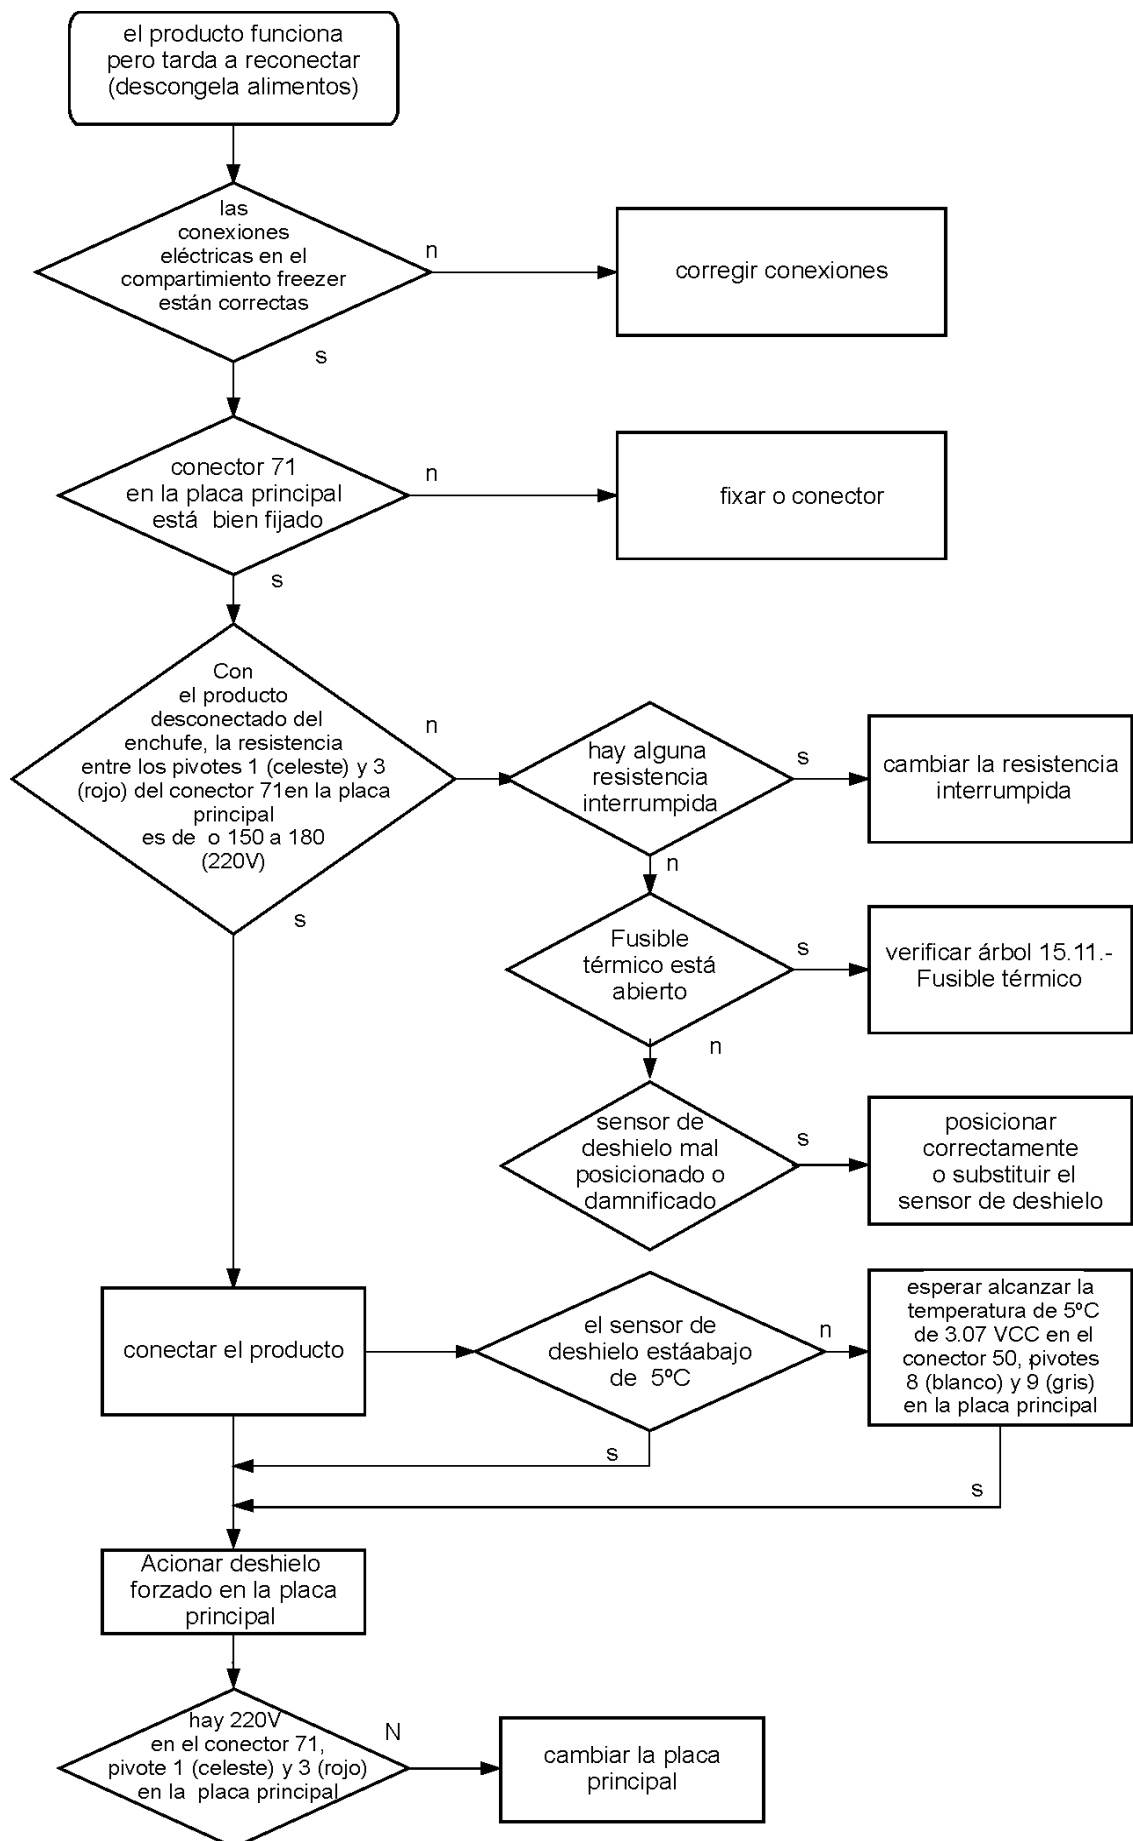 el producto funciona
pero tarda a reconectar
(descongela alimentos)
las
conexiones
eléctricas en el
compartimiento freezer
están correctas
n
corregir conexiones
s
conector 71
en la placa principal
está bien fijado
n
fixar o conector
s
Con
el producto
desconectado del
enchufe, la resistencia
entre los pivotes 1 (celeste) y 3
(rojo) del conector 71en la placa
principal
es de o 150 a 180
(220V)
n
hay alguna
resistencia
interrumpida
s
cambiar la resistencia
interrumpida
n
s
Fusible
térmico está
abierto
s
verificar árbol 15.11.-
Fusible térmico
n
sensor de
deshielo mal
posicionado o
damnificado
s
posicionar
correctamente
o substituir el
sensor de deshielo
conectar el producto
el sensor de
deshielo estáabajo
de 5ºC
n
esperar alcanzar la
temperatura de 5ºC
de 3.07 VCC en el
conector 50, pivotes
8 (blanco) y 9 (gris)
en la placa principal
s
s
Acionar deshielo
forzado en la placa
principal
hay 220V
en el conector 71,
pivote 1 (celeste) y 3 (rojo)
en la placa principal
N
cambiar la placa
principal